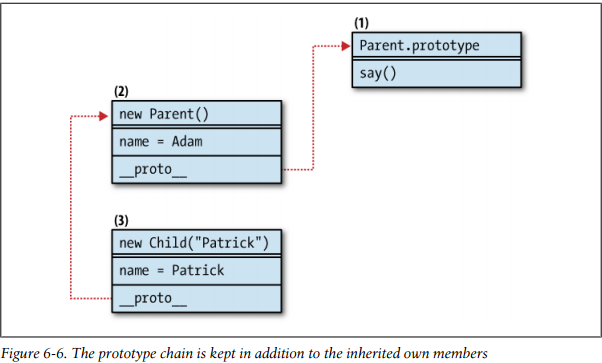 (1)
Parent.prototype
say()
(2)
new Parent()
name = Adam
__proto__
(3)
new Child("Patrick")
name = Patrick
__proto__
Figure 6-6. The prototype chain is kept in addition to the inherited own members